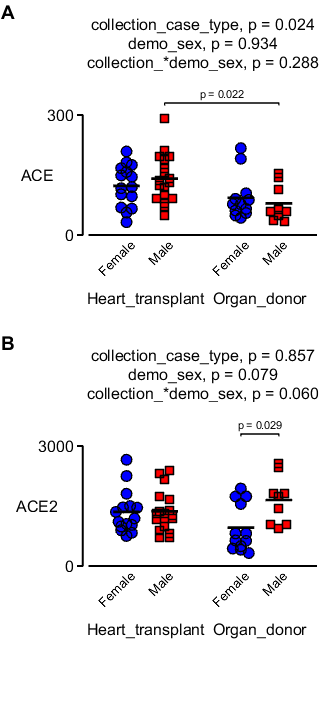 A
collection_case_type, p = 0.024
demo_sex, p = 0.934
collection_*demo_sex, p = 0.288
p = 0.022
300
ACE
0
Female
Male
Female
Male
Heart_transplant Organ_donor
B
collection_case_type, p = 0.857
demo_sex, p = 0.079
collection_*demo_sex, p = 0.060
p = 0.029
3000
ACE2
0
Female
Male
Female
Male
Heart_transplant Organ_donor